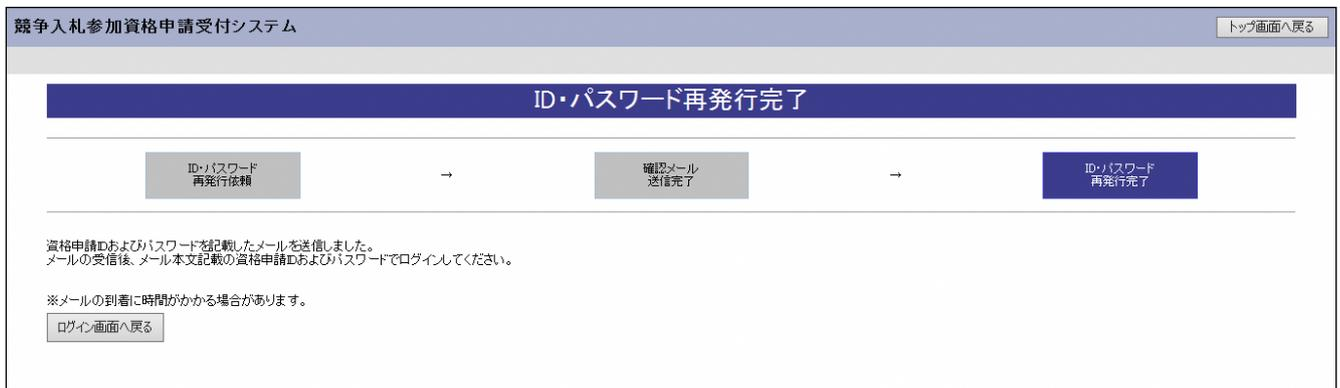 競争入札参加資格申請受付システム
トップ画面へ戻る
ID・パスワード再発行完了
ID・パスワード
再発行依頼
→
確認メール
送信完了
→
ID・パスワード
再発行完了
資格申請IDおよびパスワードを記載したメールを送信しました。
メールの受信後、メール本文記載の資格申請IDおよびパスワードでログインしてください。
※メールの到着に時間がかかる場合があります。
ログイン画面へ戻る